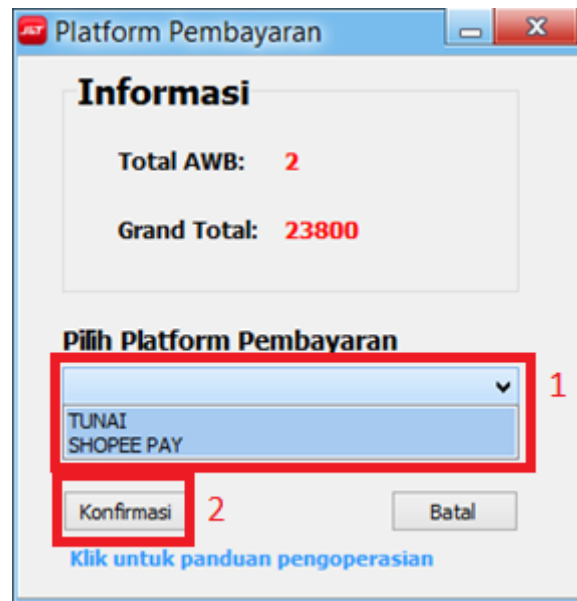 J&T Platform Pembayaran
Informasi
Total AWB: 2
Grand Total: 23800
Pilih Platform Pembayaran
1
TUNAI
SHOPEE PAY
Konfirmasi 2 Batal
Klik untuk panduan pengoperasian